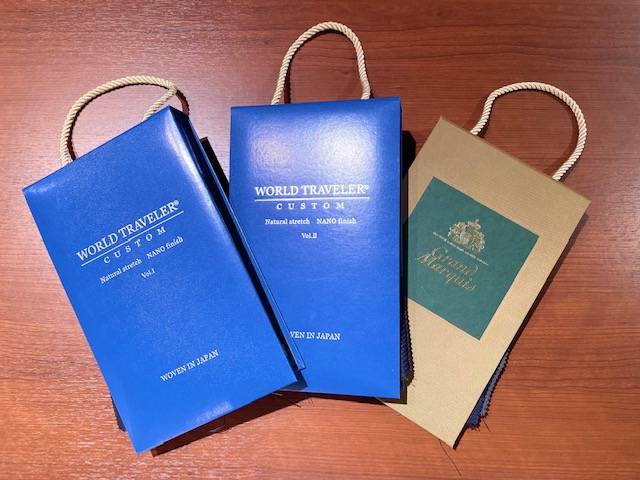 WORLD TRAVELER®
CUSTOM
Natural stretch NANO finish
Vol.I
WOVEN IN JAPAN
WORLD TRAVELER®
CUSTOM
Natural stretch NANO finish
Vol.II
WOVEN IN JAPAN
Grand
Marquis